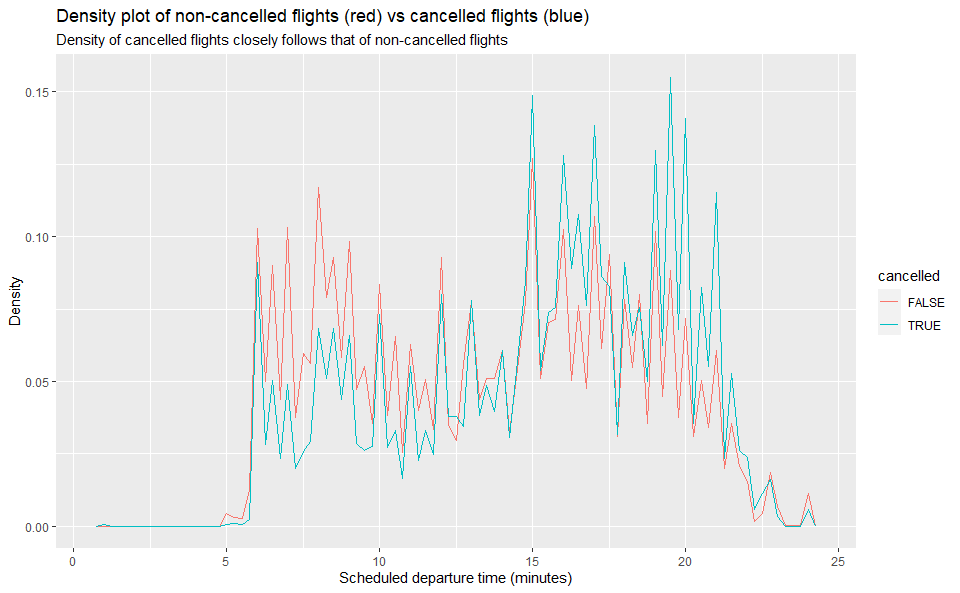 Density plot of non-cancelled flights (red) vs cancelled flights (blue)
Density of cancelled flights closely follows that of non-cancelled flights
0.15
0.10
0.05
0.00
Density
0 5 10 15 20 25
Scheduled departure time (minutes)
cancelled
FALSE
TRUE